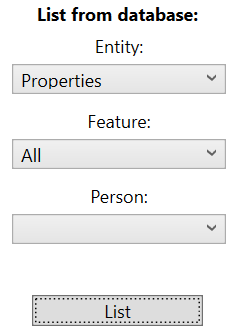 List from database:
Entity:
Properties
Feature:
All
Person:
List